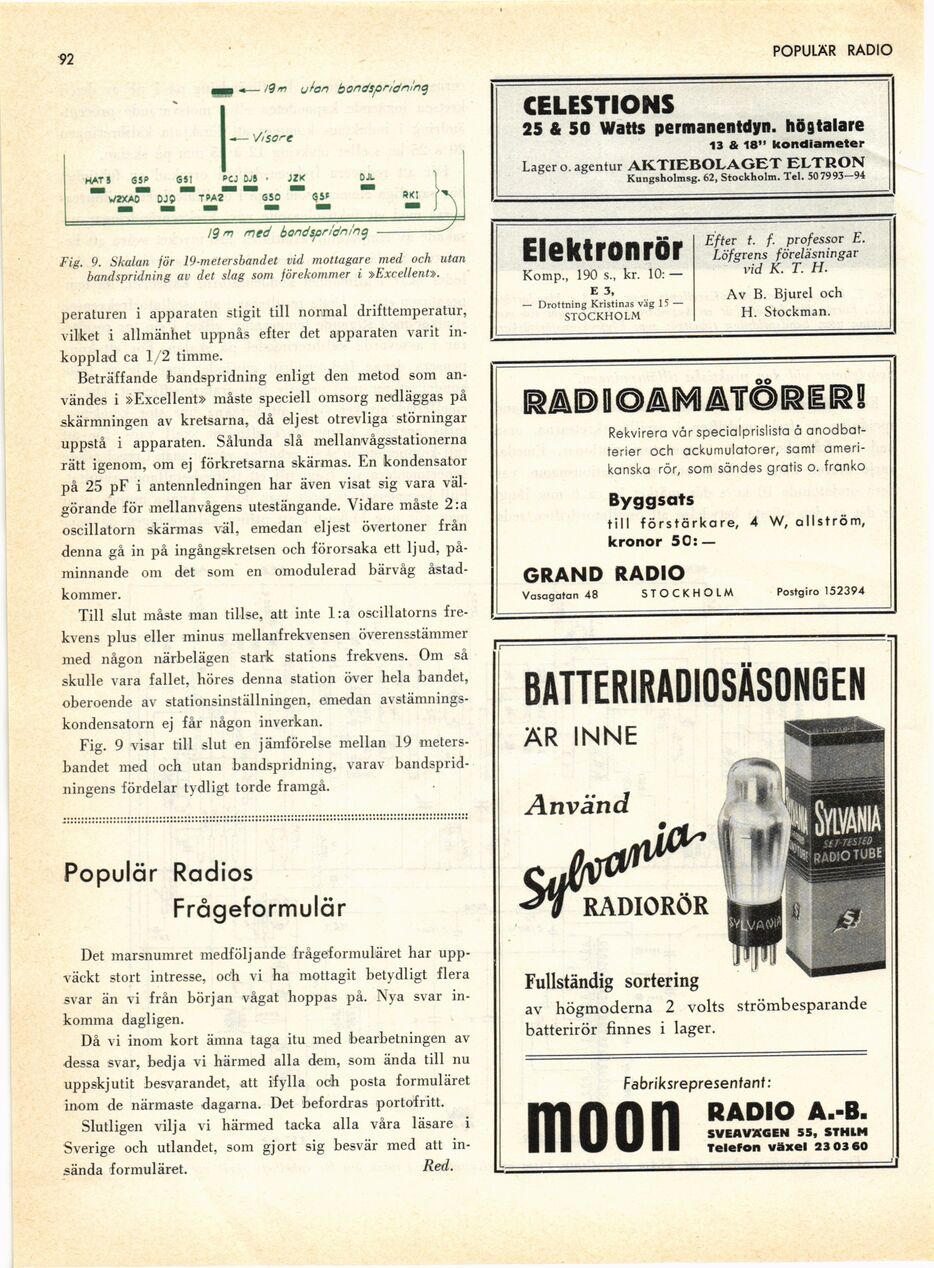 92
POPULÄR RADIO
19m utan bandspridning
Visare
HAT5 GSP GSI PCJ DJB JZK DJL
W2XAD DJQ TPA2 GSO GSF RKI
19 m med bandspridning
Fig. 9. Skalan för 19-metersbandet vid mottagare med och utan
bandspridning av det slag som förekommer i »Excellent».
peraturen i apparaten stigit till normal drifttemperatur,
vilket i allmänhet uppnås efter det apparaten varit in-
kopplad ca 1/2 timme.
Beträffande bandspridning enligt den metod som an-
vändes i »Excellent» måste speciell omsorg nedläggas på
skärmningen av kretsarna, då eljest otrevliga störningar
uppstå i apparaten. Sålunda slå mellanvågsstationerna
rätt igenom, om ej förkretsarna skärmas. En kondensator
på 25 pF i antennledningen har även visat sig vara väl-
görande för mellanvågens utestängande. Vidare måste 2:a
oscillatorn skärmas väl, emedan eljest övertoner från
denna gå in på ingångskretsen och förorsaka ett ljud, på-
minnande om det som en omodulerad bärvåg åstad-
kommer.
Till slut måste man tillse, att inte 1:a oscillatorns fre-
kvens plus eller minus mellanfrekvensen överensstämmer
med någon närbelägen stark stations frekvens. Om så
skulle vara fallet, höres denna station över hela bandet,
oberoende av stationsinställningen, emedan avstämnings-
kondensatorn ej får någon inverkan.
Fig. 9 visar till slut en jämförelse mellan 19 meters-
bandet med och utan bandspridning, varav bandsprid-
ningens fördelar tydligt torde framgå.
Populär Radios
Frågeformulär
Det marsnumret medföljande frågeformuläret har upp-
väckt stort intresse, och vi ha mottagit betydligt flera
svar än vi från början vågat hoppas på. Nya svar in-
komma dagligen.
Då vi inom kort ämna taga itu med bearbetningen av
dessa svar, bedja vi härmed alla dem, som ända till nu
uppskjutit besvarandet, att ifylla och posta formuläret
inom de närmaste dagarna. Det befordras portofritt.
Slutligen vilja vi härmed tacka alla våra läsare i
Sverige och utlandet, som gjort sig besvär med att in-
sända formuläret. Red.
CELESTIONS
25 & 50 Watts permanentdyn. högtalare
13 & 18" kondiameter
Lager o. agentur AKTIEBOLAGET ELTRON
Kungsholmsg. 62, Stockholm. Tel. 507993—94
Elektronrör
Komp., 190 s., kr. 10: —
E 3,
— Drottning Kristinas väg 15 —
STOCKHOLM
Efter t. f. professor E.
Löfgrens föreläsningar
vid K. T. H.
Av B. Bjurel och
H. Stockman.
RADIOAMATÖRER!
Rekvirera vår specialprislista å anodbat-
terier och ackumulatorer, samt ameri-
kanska rör, som sändes gratis o. franko
Byggsats
till förstärkare, 4 W, allström,
kronor 50: —
GRAND RADIO
Vasagatan 48 STOCKHOLM Postgiro 152394
BATTERIRADIOSÄSONGEN
ÄR INNE
Använd
Sylvania
RADIORÖR
SYLVANIA
SYLVANIA
SET-TESTED
RADIO TUBE
S
Fullständig sortering
av högmoderna 2 volts strömbesparande
batterirör finnes i lager.
Fabriksrepresentant:
moon RADIO A.-B.
SVEAVÄGEN 55, STHLM
Telefon växel 230360